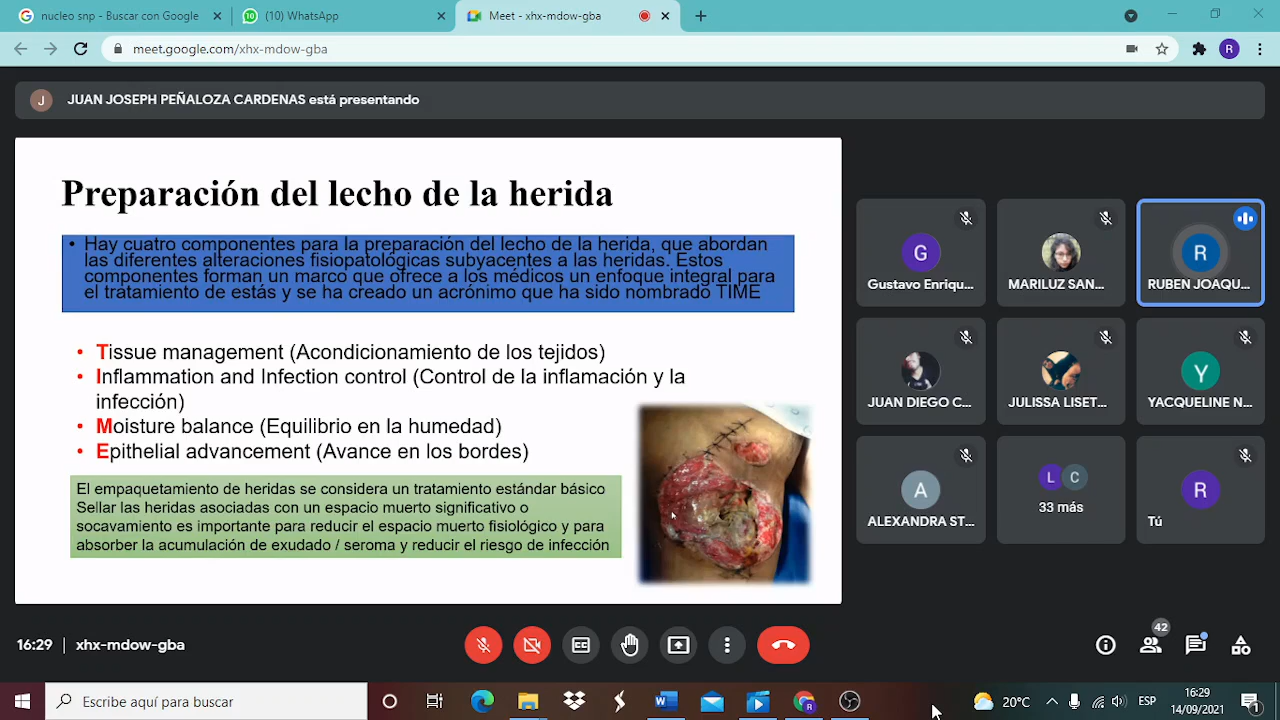 nucleo snp - Buscar con Google
(10) WhatsApp
Meet - xhx-mdow-gba
meet.google.com/xhx-mdow-gba
R
J
JUAN JOSEPH PEÑALOZA CARDENAS está presentando
Preparación del lecho de la herida
• Hay cuatro componentes para la preparación del lecho de la herida, que abordan
las diferentes alteraciones fisiopatológicas subyacentes a las heridas. Estos
componentes forman un marco que ofrece a los médicos un enfoque integral para
el tratamiento de estás y se ha creado un acrónimo que ha sido nombrado TIME
• Tissue management (Acondicionamiento de los tejidos)
• Inflammation and Infection control (Control de la inflamación y la
infección)
• Moisture balance (Equilibrio en la humedad)
• Epithelial advancement (Avance en los bordes)
El empaquetamiento de heridas se considera un tratamiento estándar básico
Sellar las heridas asociadas con un espacio muerto significativo o
socavamiento es importante para reducir el espacio muerto fisiológico y para
absorber la acumulación de exudado / seroma y reducir el riesgo de infección
G
Gustavo Enriqu...
MARILUZ SAN...
R
RUBEN JOAQU...
JUAN DIEGO C...
JULISSA LISET...
Y
YACQUELINE N...
A
ALEXANDRA ST...
L C
33 más
R
Tú
16:29 | xhx-mdow-gba
42
Escribe aquí para buscar
20°C
ESP
16:29
14/09/2021
1